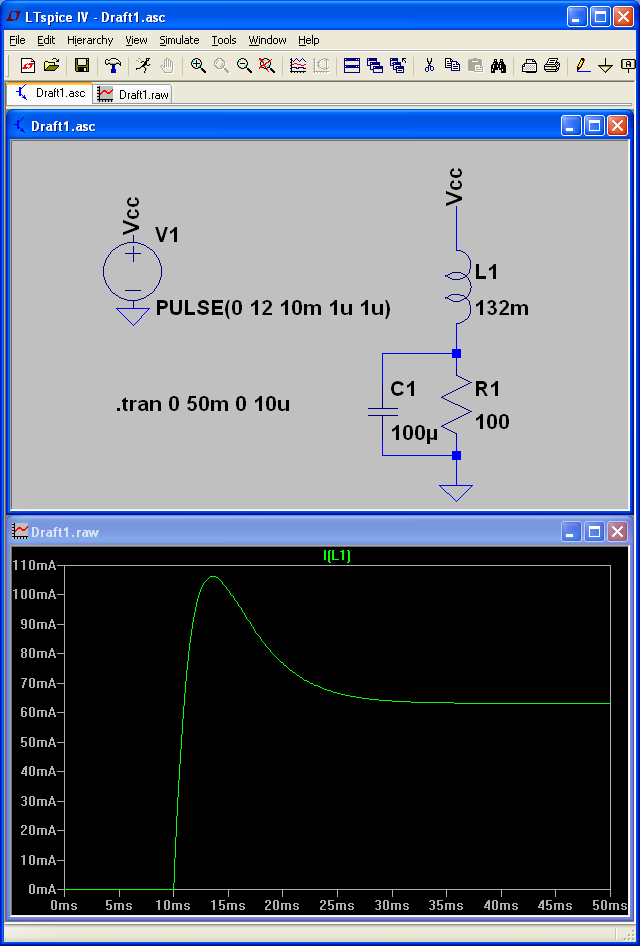 LTspice IV - Draft1.asc
File Edit Hierarchy View Simulate Tools Window Help
Draft1.asc Draft1.raw
Draft1.asc
Vcc
V1
PULSE(0 12 10m 1u 1u)
.tran 0 50m 0 10u
Vcc
L1
132m
C1
100µ
R1
100
Draft1.raw
I(L1)
110mA
100mA
90mA
80mA
70mA
60mA
50mA
40mA
30mA
20mA
10mA
0mA
0ms 5ms 10ms 15ms 20ms 25ms 30ms 35ms 40ms 45ms 50ms